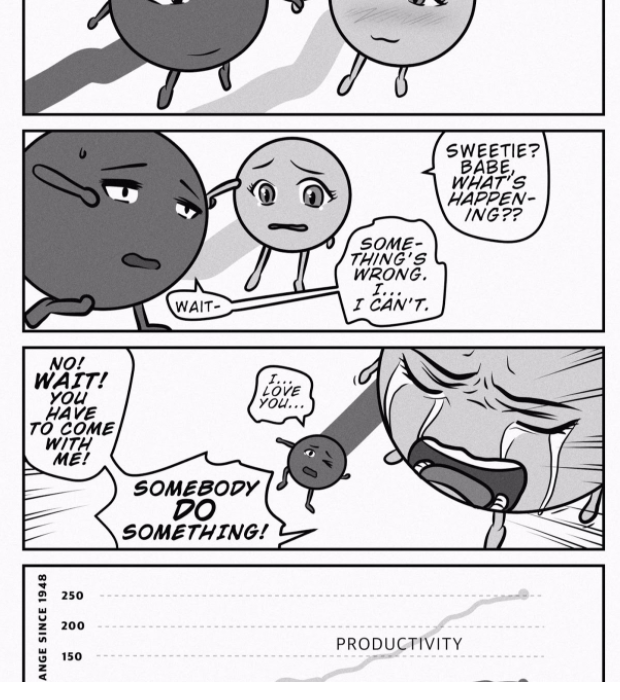 SWEETIE?
BABE,
WHAT'S
HAPPEN-
ING??
SOME-
THING'S
WRONG.
I...
I CAN'T.
WAIT-
NO!
WAIT!
YOU
HAVE
TO COME
WITH
ME!
I...
LOVE
YOU...
SOMEBODY
DO
SOMETHING!
ANGE SINCE 1948
250
200
150
PRODUCTIVITY